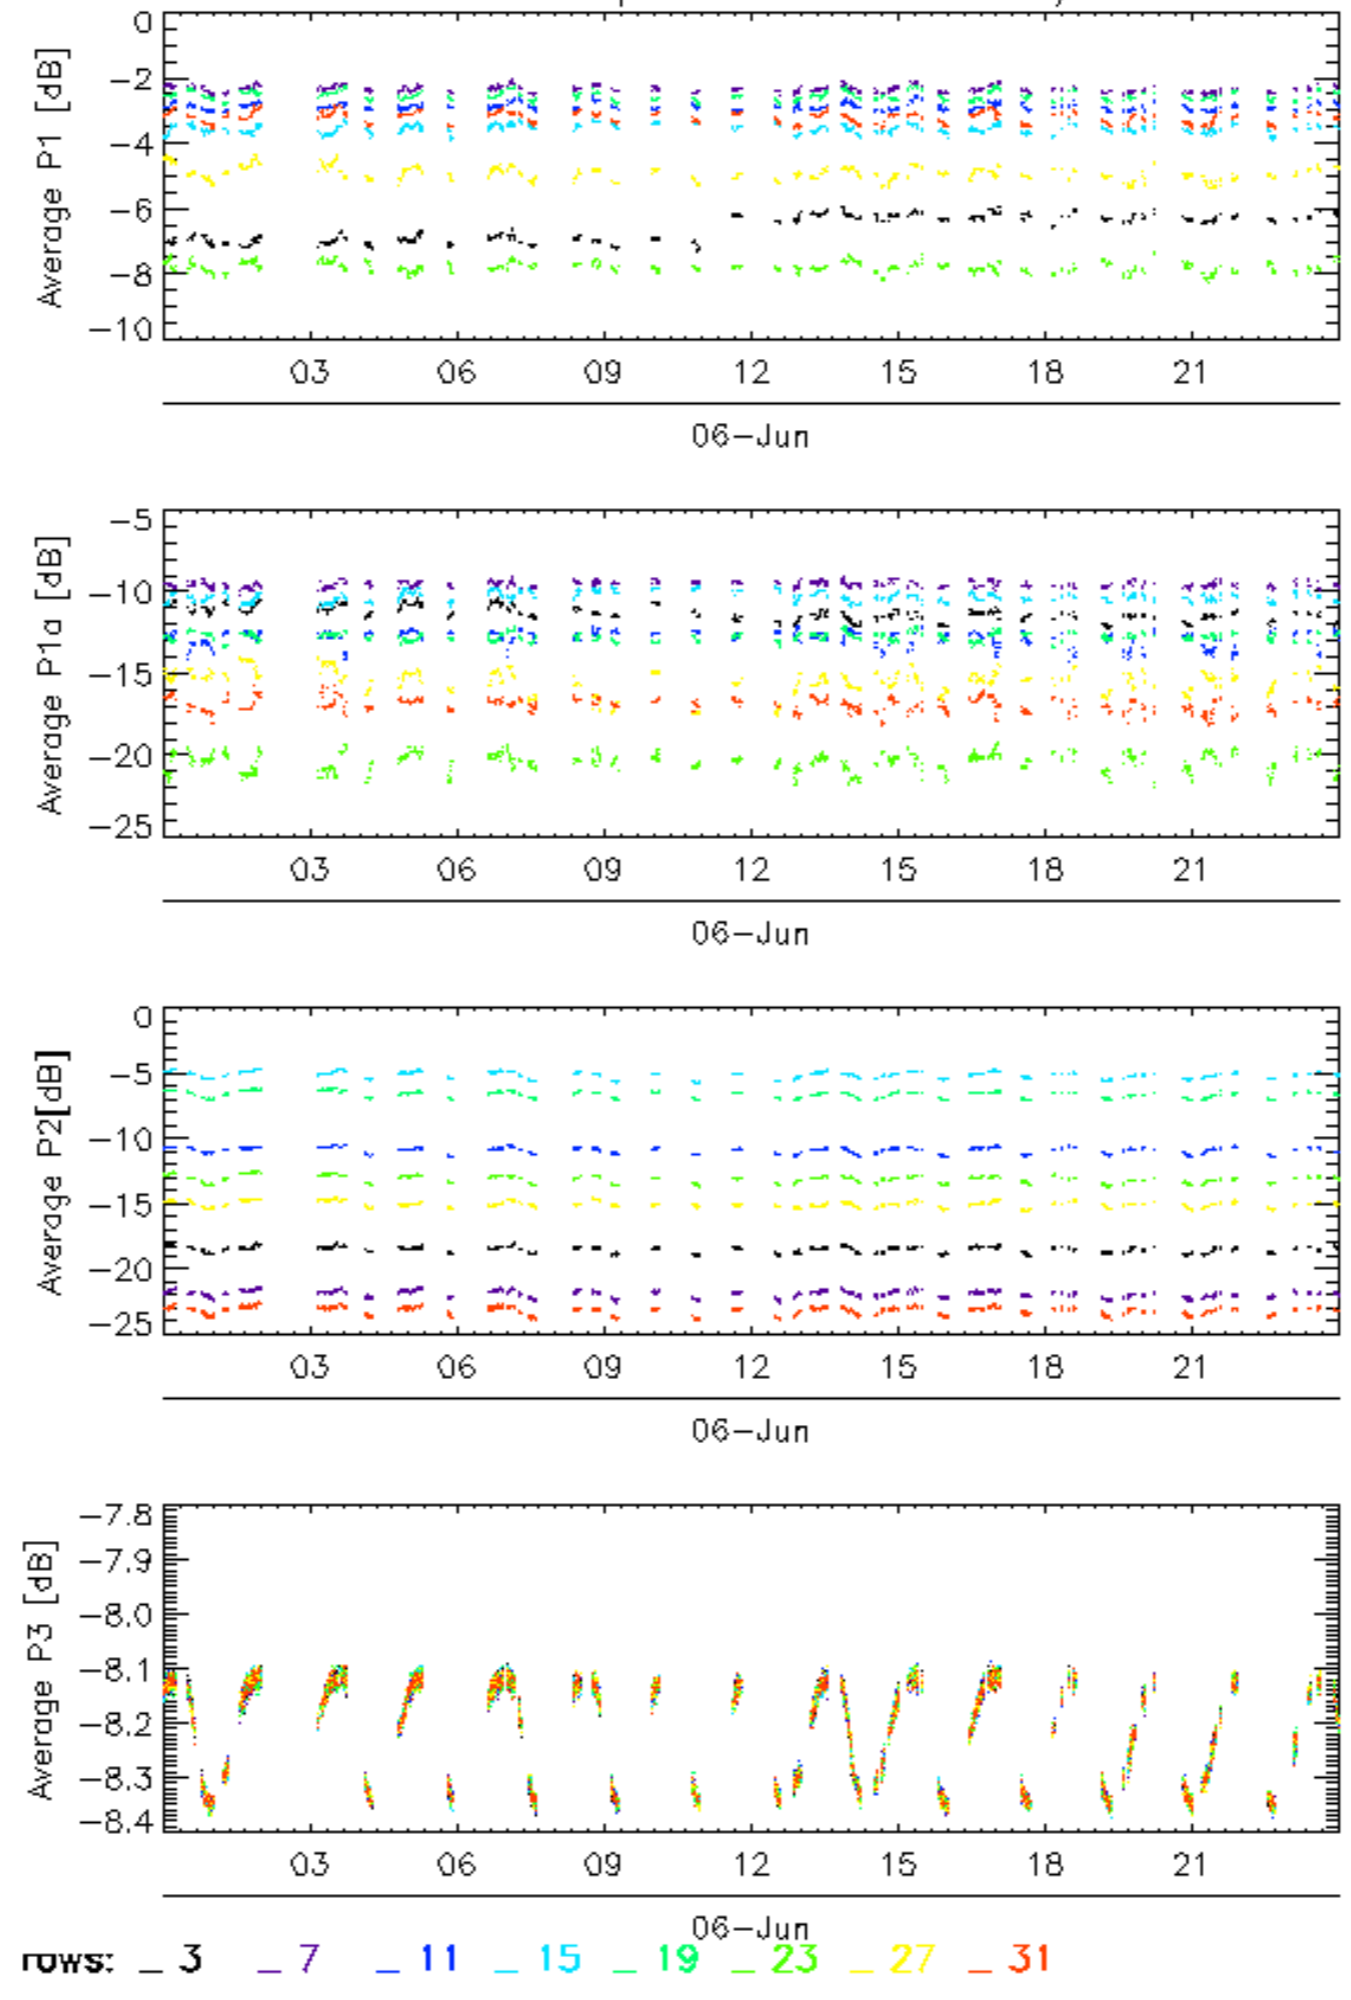 Average P1 [dB]
0
−2
−4
−6
−8
−10
03 06 09 12 15 18 21
06−Jun
Average P1a [dB]
−5
−10
−15
−20
−25
03 06 09 12 15 18 21
06−Jun
Average P2[dB]
0
−5
−10
−15
−20
−25
03 06 09 12 15 18 21
06−Jun
Average P3 [dB]
−7.8
−7.9
−8.0
−8.1
−8.2
−8.3
−8.4
03 06 09 12 15 18 21
06−Jun
rows: _ 3 _ 7 _ 11 _ 15 _ 19 _ 23 _ 27 _ 31